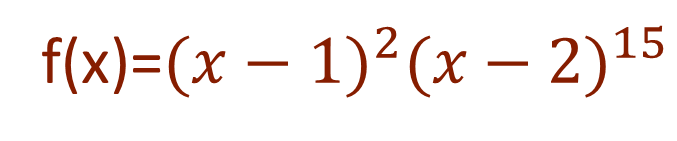 f(x)=(x − 1)²(x − 2)¹⁵